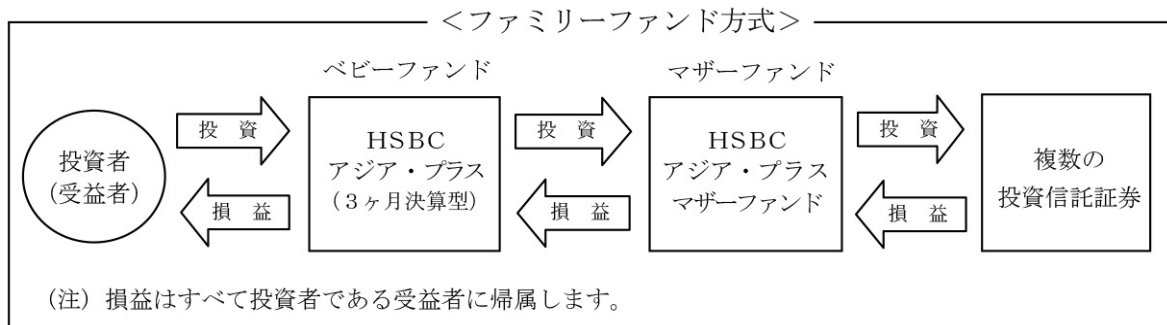 ＜ファミリーファンド方式＞
ベビーファンド
マザーファンド
投資者
（受益者）
投 資
損 益
HSBC
アジア・プラス
（３ヶ月決算型）
投 資
損 益
HSBC
アジア・プラス
マザーファンド
投 資
損 益
複数の
投資信託証券
（注）損益はすべて投資者である受益者に帰属します。